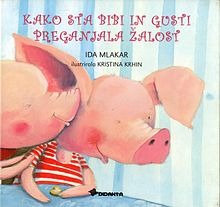 KAKO STA BIBI IN GUSTI
PREGANJALA ŽALOST
IDA MLAKAR
ilustrirala KRISTINA KRHIN
DIDAKTA